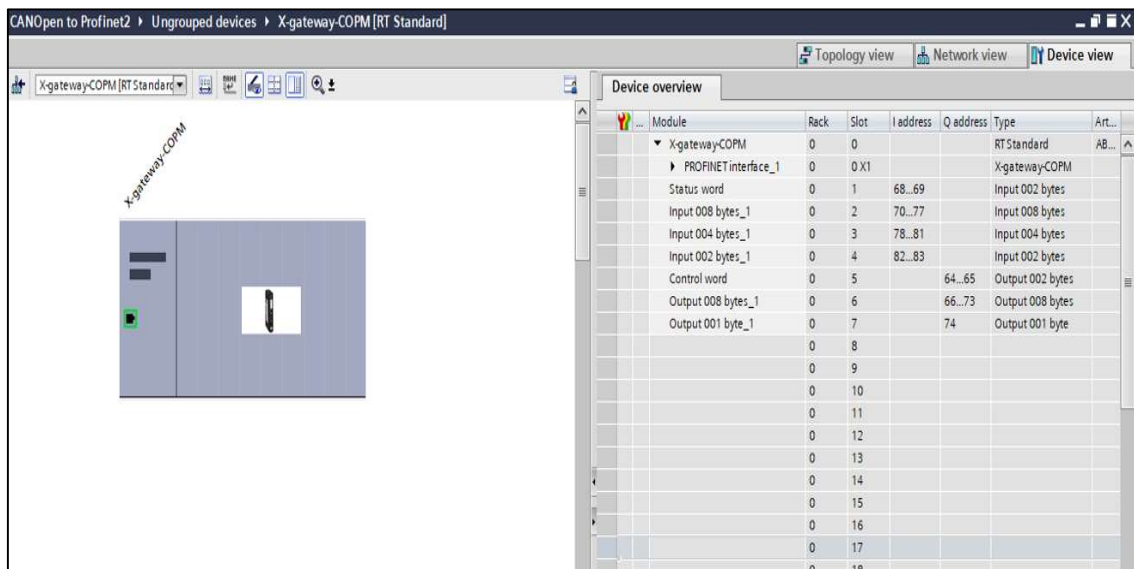 CANOpen to Profinet2 ▸ Ungrouped devices ▸ X-gateway-COPM [RT Standard]
Topology view Network view Device view
X-gateway-COPM [RT Standard]
Device overview
... Module Rack Slot I address Q address Type Art...
X-gateway-COPM 0 0 RT Standard AB...
PROFINET interface_1 0 0 X1 X-gateway-COPM
Status word 0 1 68...69 Input 002 bytes
Input 008 bytes_1 0 2 70...77 Input 008 bytes
Input 004 bytes_1 0 3 78...81 Input 004 bytes
Input 002 bytes_1 0 4 82...83 Input 002 bytes
Control word 0 5 64...65 Output 002 bytes
Output 008 bytes_1 0 6 66...73 Output 008 bytes
Output 001 byte_1 0 7 74 Output 001 byte
0 8
0 9
0 10
0 11
0 12
0 13
0 14
0 15
0 16
0 17
0 18
X-gateway-COPM